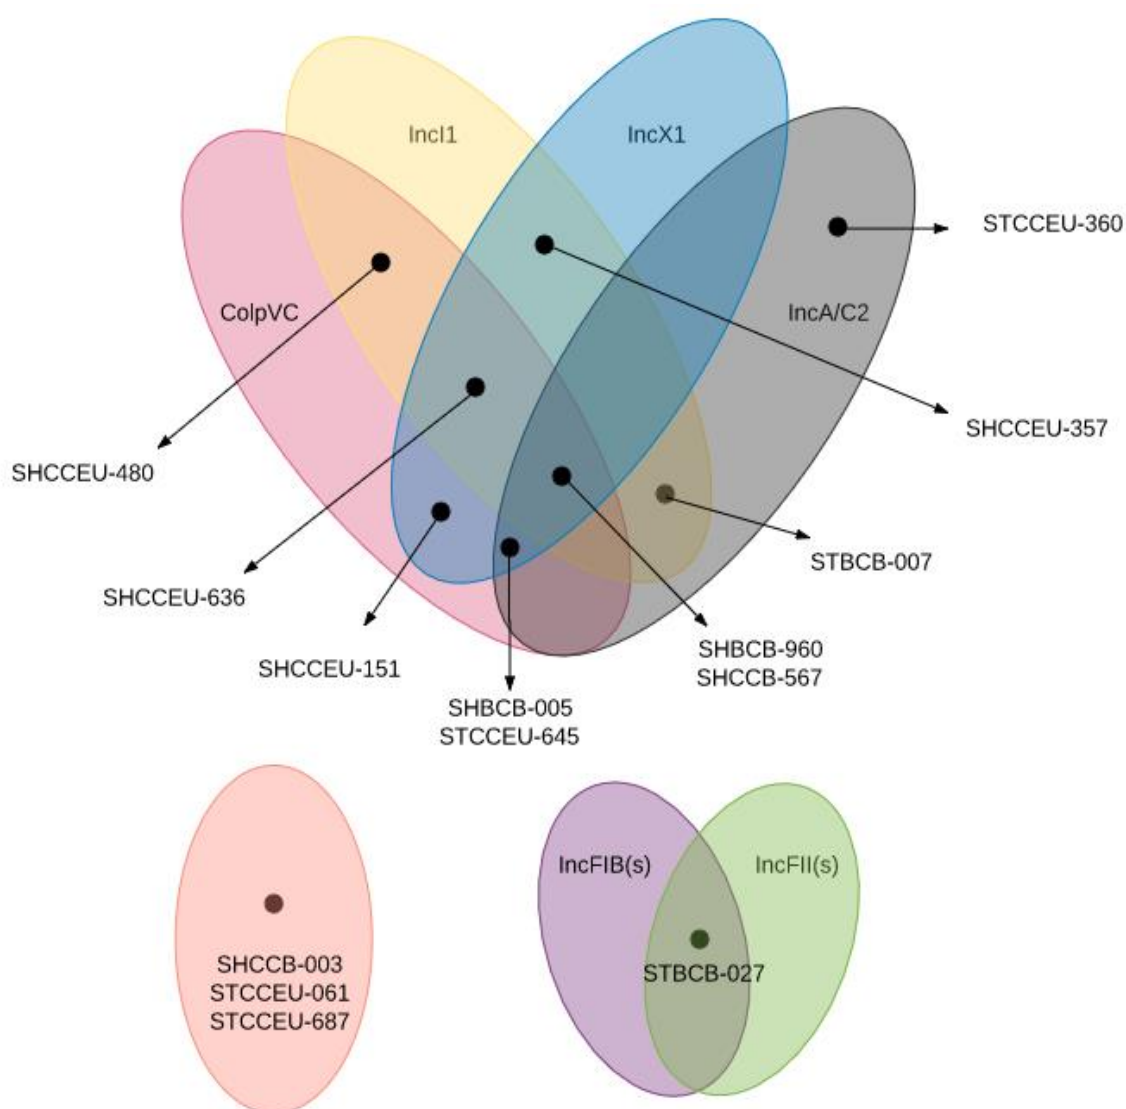 IncI1
IncX1
STCCEU-360
ColpVC
IncA/C2
SHCCEU-357
SHCCEU-480
STBCB-007
SHCCEU-636
SHBCB-960
SHCCB-567
SHCCEU-151
SHBCB-005
STCCEU-645
IncFIB(s)
IncFII(s)
SHCCB-003
STCCEU-061
STCCEU-687
STBCB-027